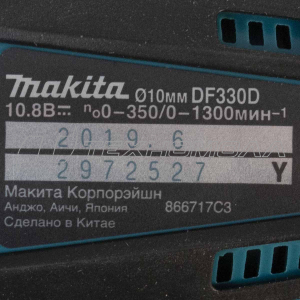 makita Ø10мм DF330D
10.8В n₀0-350/0-1300мин-1
2019.6
2972527 Y
Макита Корпорэйшн
Анджо, Аичи, Япония 866717C3
Сделано в Китае